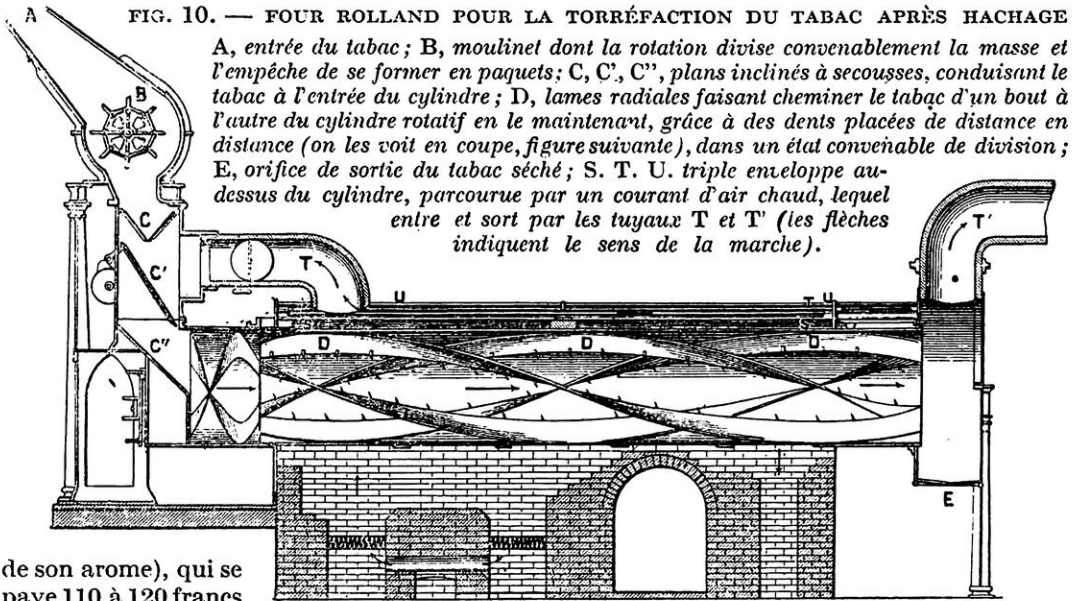 FIG. 10. — FOUR ROLLAND POUR LA TORRÉFACTION DU TABAC APRÈS HACHAGE
A, entrée du tabac; B, moulinet dont la rotation divise convenablement la masse et
l'empêche de se former en paquets; C, C', C'', plans inclinés à secousses, conduisant le
tabac à l'entrée du cylindre; D, lames radiales faisant cheminer le tabac d'un bout à
l'autre du cylindre rotatif en le maintenant, grâce à des dents placées de distance en
distance (on les voit en coupe, figure suivante), dans un état convenable de division;
E, orifice de sortie du tabac séché; S. T. U. triple enveloppe au-
dessus du cylindre, parcourue par un courant d'air chaud, lequel
entre et sort par les tuyaux T et T' (les flèches
indiquent le sens de la marche).
A
B
C
C'
C''
T
U
T U
S
T'
D
D
D
E
de son arome), qui se
paye 110 à 120 francs